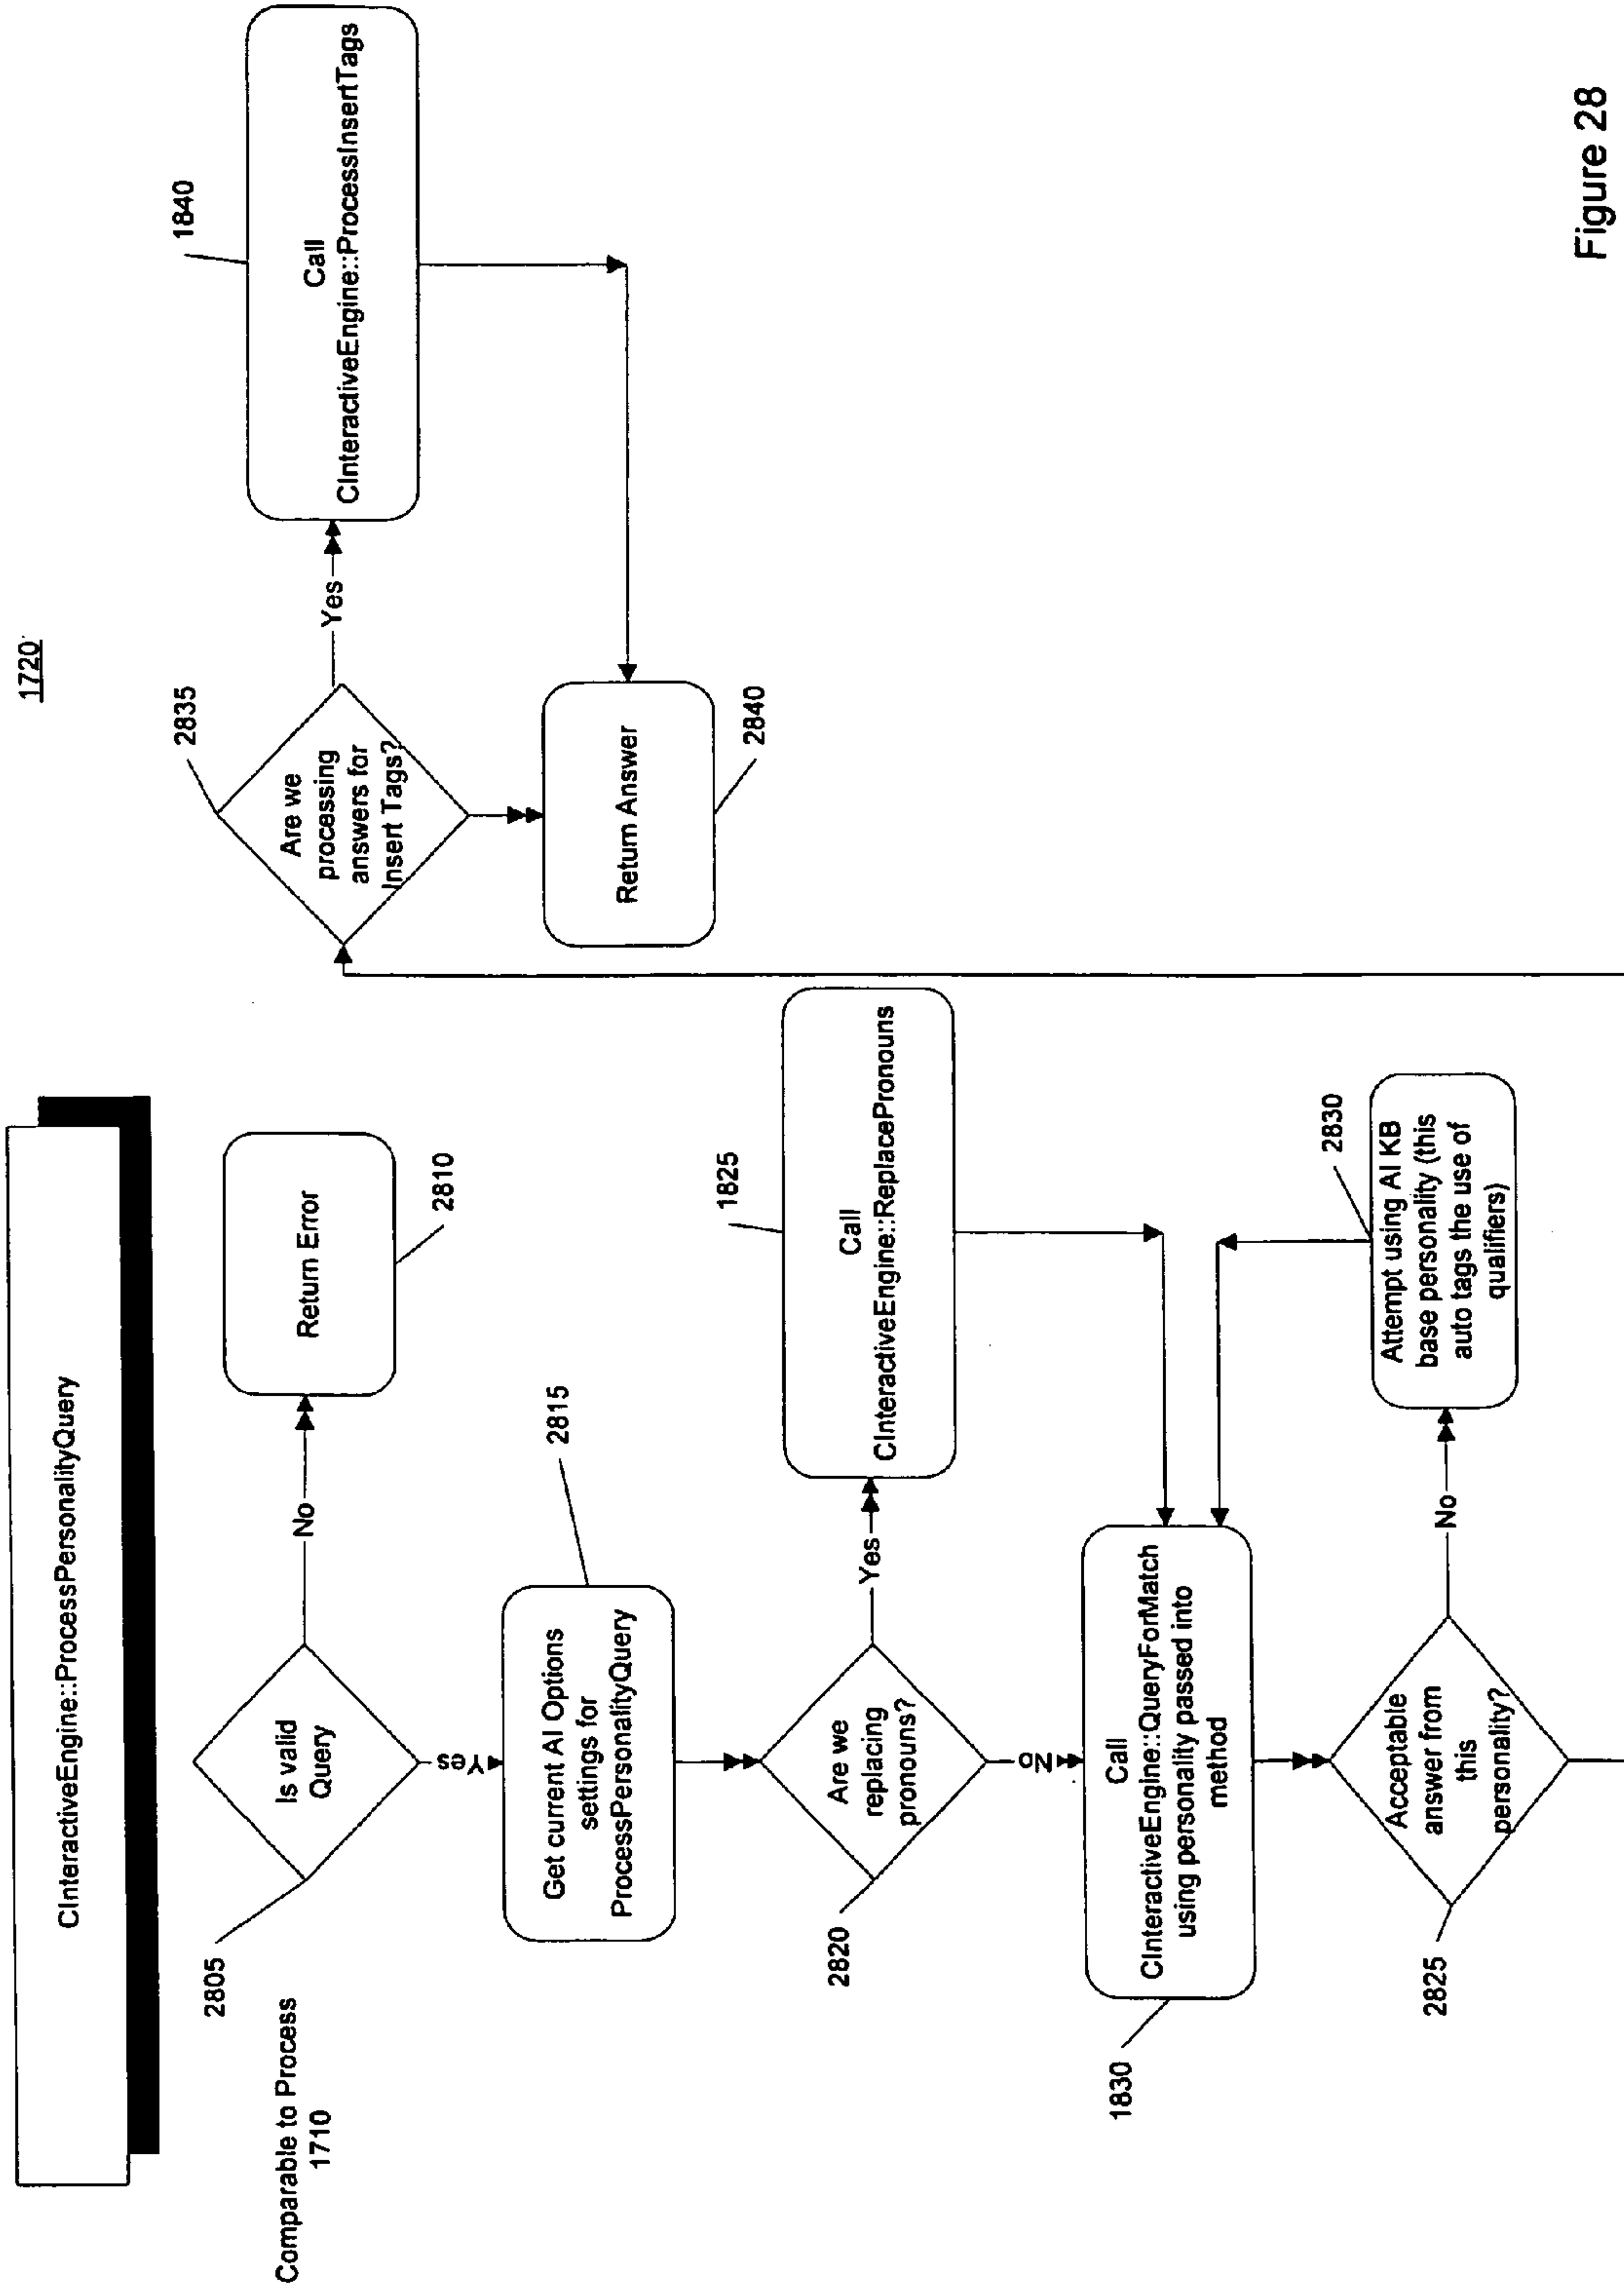 1720
CInteractiveEngine::ProcessPersonalityQuery
Comparable to Process
1710
2805
Is valid
Query
No
Return Error
2810
Yes
Get current AI Options
settings for
ProcessPersonalityQuery
2815
Are we
replacing
pronouns?
2820
Yes
Call
CInteractiveEngine::ReplacePronouns
1825
No
Call
CInteractiveEngine::QueryForMatch
using personality passed into
method
1830
Acceptable
answer from
this
personality?
2825
No
Attempt using AI KB
base personality (this
auto tags the use of
qualifiers)
2830
2835
Are we
processing
answers for
Insert Tags?
Yes
Call
CInteractiveEngine::ProcessInsertTags
1840
Return Answer
2840
Figure 28